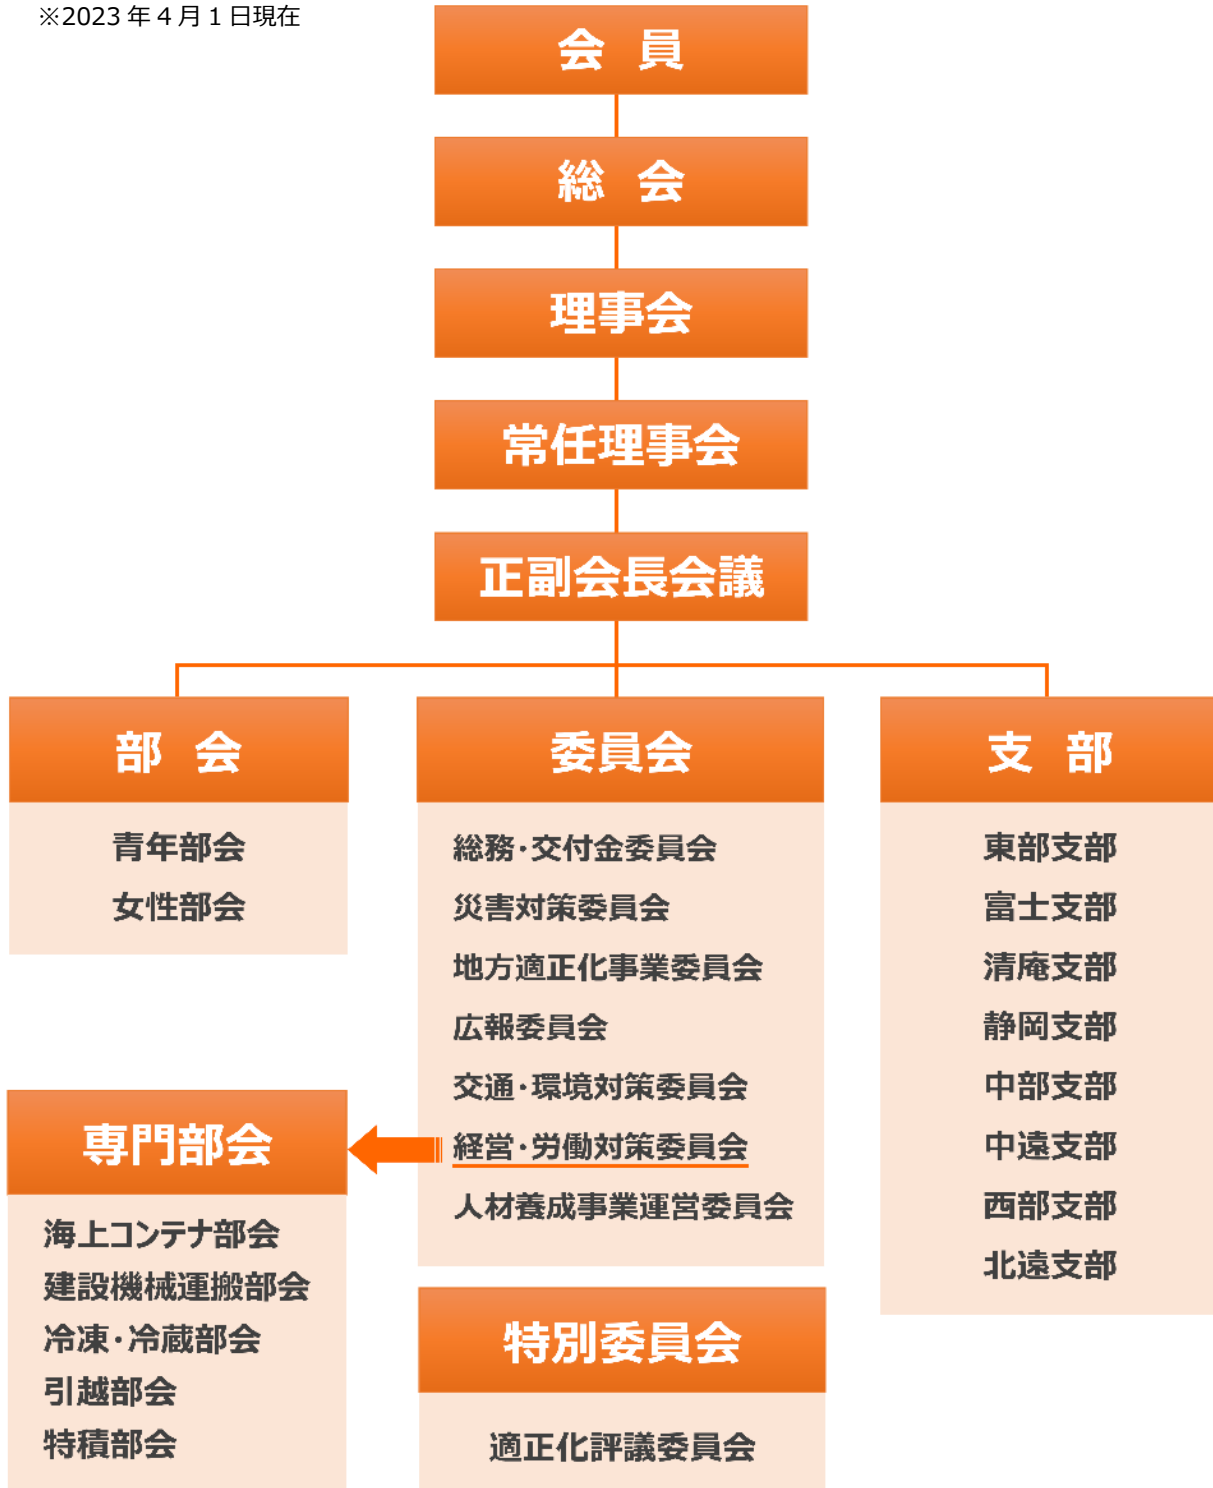 ※2023年4月1日現在
会 員
総 会
理事会
常任理事会
正副会長会議
部 会
青年部会
女性部会
委員会
総務・交付金委員会
災害対策委員会
地方適正化事業委員会
広報委員会
交通・環境対策委員会
経営・労働対策委員会
人材養成事業運営委員会
支 部
東部支部
富士支部
清庵支部
静岡支部
中部支部
中遠支部
西部支部
北遠支部
専門部会
海上コンテナ部会
建設機械運搬部会
冷凍・冷蔵部会
引越部会
特積部会
特別委員会
適正化評議委員会